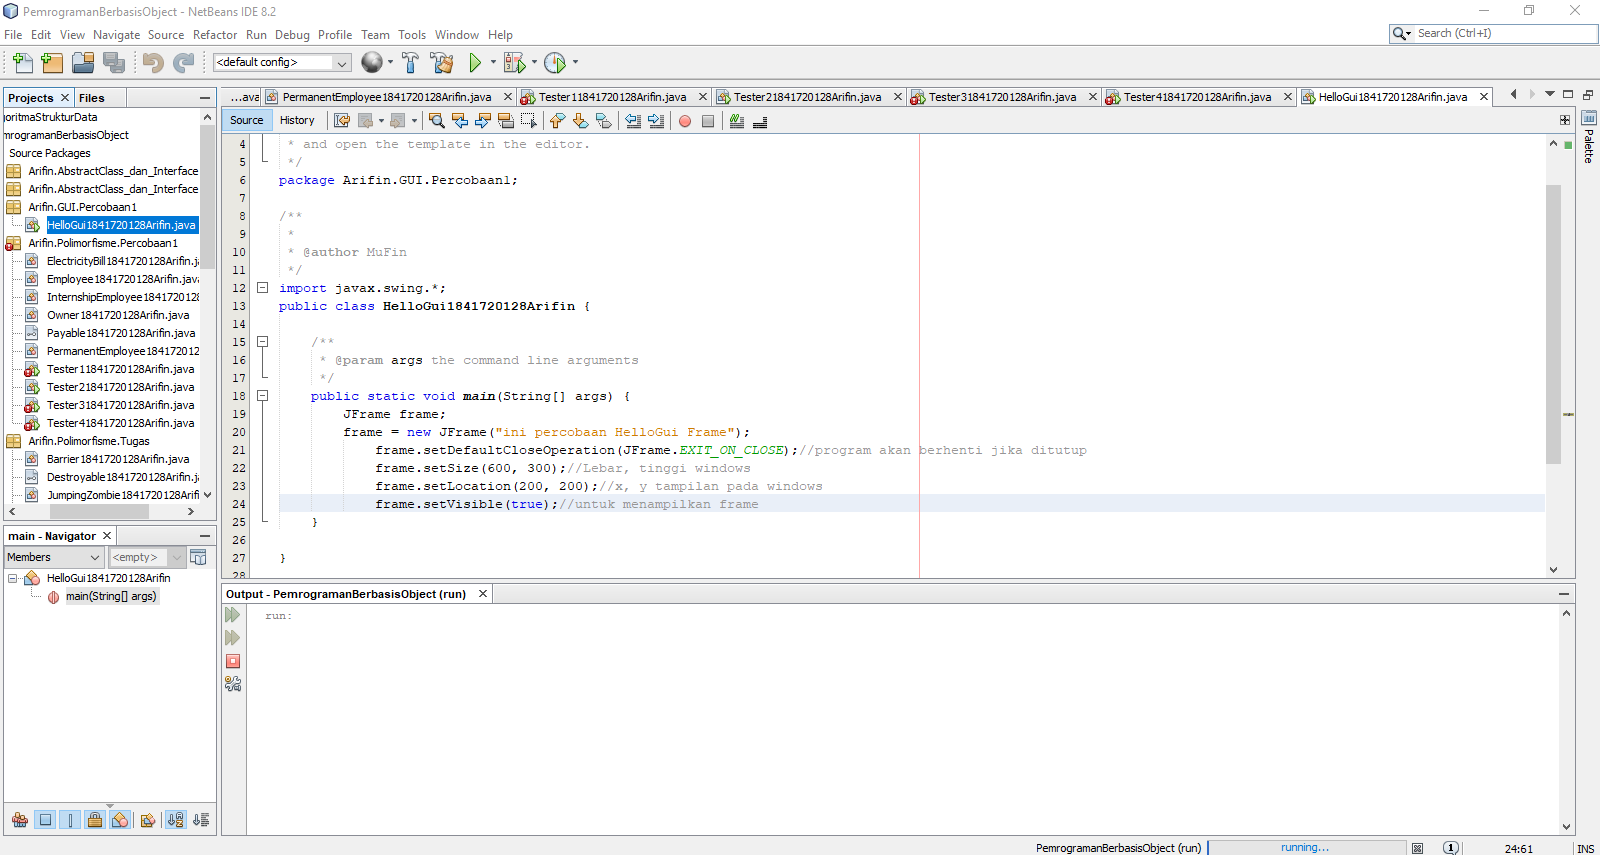 PemrogramanBerbasisObject - NetBeans IDE 8.2
File Edit View Navigate Source Refactor Run Debug Profile Team Tools Window Help
Search (Ctrl+I)
<default config>
Projects Files
goritmaStrukturData
mrogramanBerbasisObject
Source Packages
Arifin.AbstractClass_dan_Interface
Arifin.AbstractClass_dan_Interface
Arifin.GUI.Percobaan1
HelloGui1841720128Arifin.java
Arifin.Polimorfisme.Percobaan1
ElectricityBill1841720128Arifin.ja
Employee1841720128Arifin.java
InternshipEmployee1841720128
Owner1841720128Arifin.java
Payable1841720128Arifin.java
PermanentEmployee184172012
Tester11841720128Arifin.java
Tester21841720128Arifin.java
Tester31841720128Arifin.java
Tester41841720128Arifin.java
Arifin.Polimorfisme.Tugas
Barrier1841720128Arifin.java
Destroyable1841720128Arifin.java
JumpingZombie1841720128Arifi
main - Navigator
Members <empty>
HelloGui1841720128Arifin
main(String[] args)
...ava PermanentEmployee1841720128Arifin.java Tester11841720128Arifin.java Tester21841720128Arifin.java Tester31841720128Arifin.java Tester41841720128Arifin.java HelloGui1841720128Arifin.java
Source History
Palette
4 * and open the template in the editor.
5 */
6 package Arifin.GUI.Percobaan1;
7
8 /**
9 *
10 * @author MuFin
11 */
12 import javax.swing.*;
13 public class HelloGui1841720128Arifin {
14
15 /**
16 * @param args the command line arguments
17 */
18 public static void main(String[] args) {
19 JFrame frame;
20 frame = new JFrame("ini percobaan HelloGui Frame");
21 frame.setDefaultCloseOperation(JFrame.EXIT_ON_CLOSE);//program akan berhenti jika ditutup
22 frame.setSize(600, 300);//Lebar, tinggi windows
23 frame.setLocation(200, 200);//x, y tampilan pada windows
24 frame.setVisible(true);//untuk menampilkan frame
25 }
26
27 }
28
Output - PemrogramanBerbasisObject (run)
run:
PemrogramanBerbasisObject (run) running... 1 24:61 INS